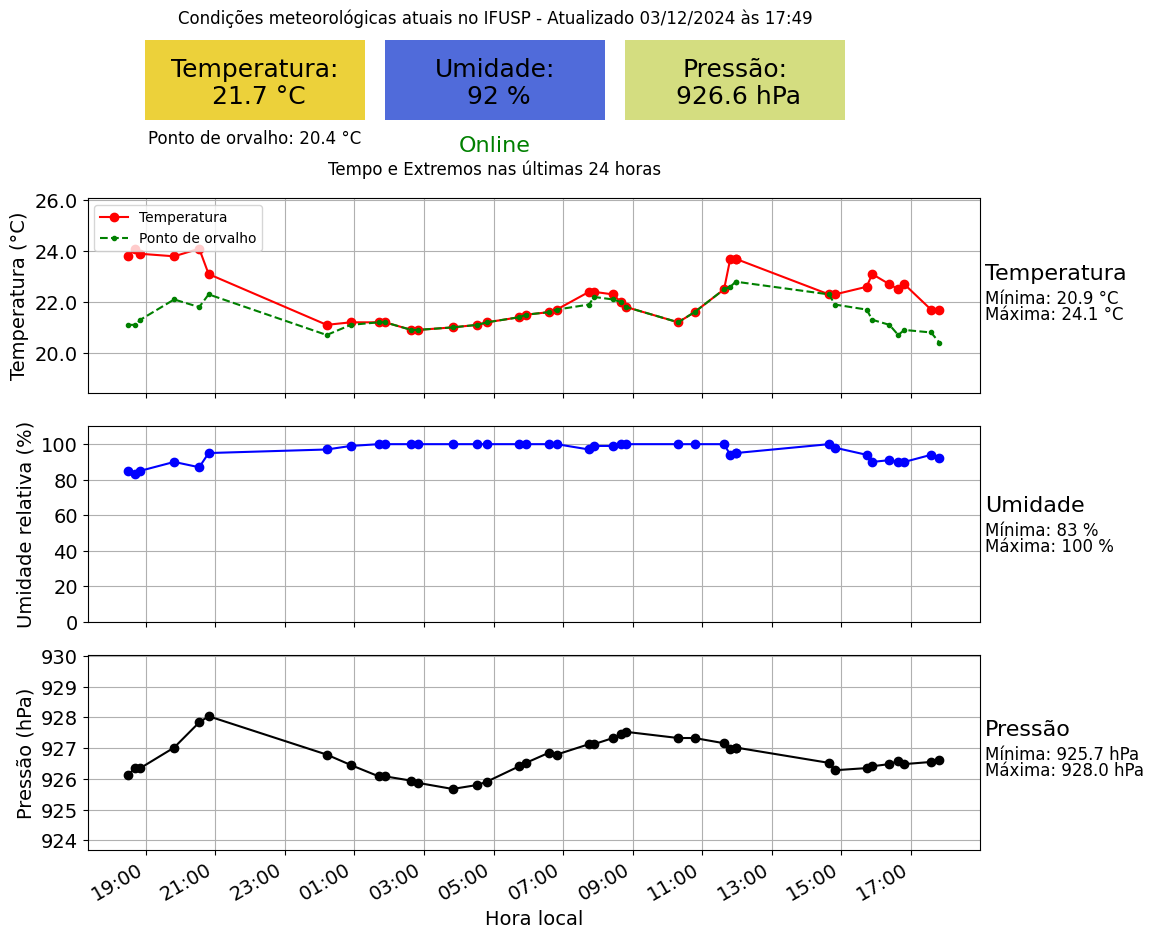 Condições meteorológicas atuais no IFUSP - Atualizado 03/12/2024 às 17:49
Temperatura:
21.7 °C
Umidade:
92 %
Pressão:
926.6 hPa
Ponto de orvalho: 20.4 °C
Online
Tempo e Extremos nas últimas 24 horas
Temperatura (°C)
26.0
24.0
22.0
20.0
Temperatura
Ponto de orvalho
Temperatura
Mínima: 20.9 °C
Máxima: 24.1 °C
Umidade relativa (%)
100
80
60
40
20
0
Umidade
Mínima: 83 %
Máxima: 100 %
Pressão (hPa)
930
929
928
927
926
925
924
Pressão
Mínima: 925.7 hPa
Máxima: 928.0 hPa
19:00
21:00
23:00
01:00
03:00
05:00
07:00
09:00
11:00
13:00
15:00
17:00
Hora local